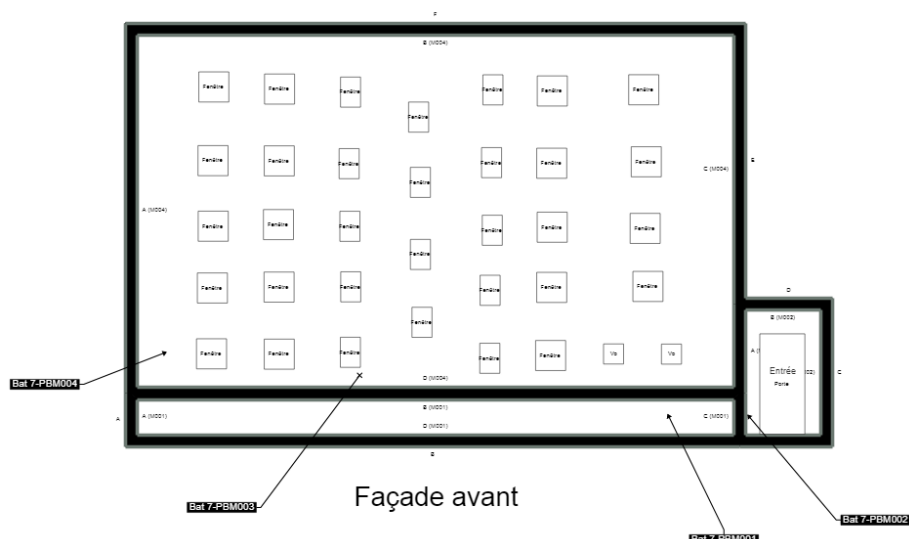 F
B (M004)
Fenêtre Fenêtre Fenêtre Fenêtre Fenêtre Fenêtre
Fenêtre
Fenêtre Fenêtre Fenêtre Fenêtre Fenêtre Fenêtre
E
C (M004)
Fenêtre
A (M004)
Fenêtre Fenêtre Fenêtre Fenêtre Fenêtre Fenêtre
Fenêtre
Fenêtre Fenêtre Fenêtre Fenêtre Fenêtre Fenêtre
D
B (M002)
Fenêtre
Fenêtre Fenêtre Fenêtre Fenêtre Fenêtre Vs Vs
Entrée
C
Porte
D (M004)
Bat 7-PBM004
B (M001)
A
A (M001)
C (M001)
D (M001)
B
Façade avant
Bat 7-PBM003
Bat 7-PBM002
Bat 7-PBM001